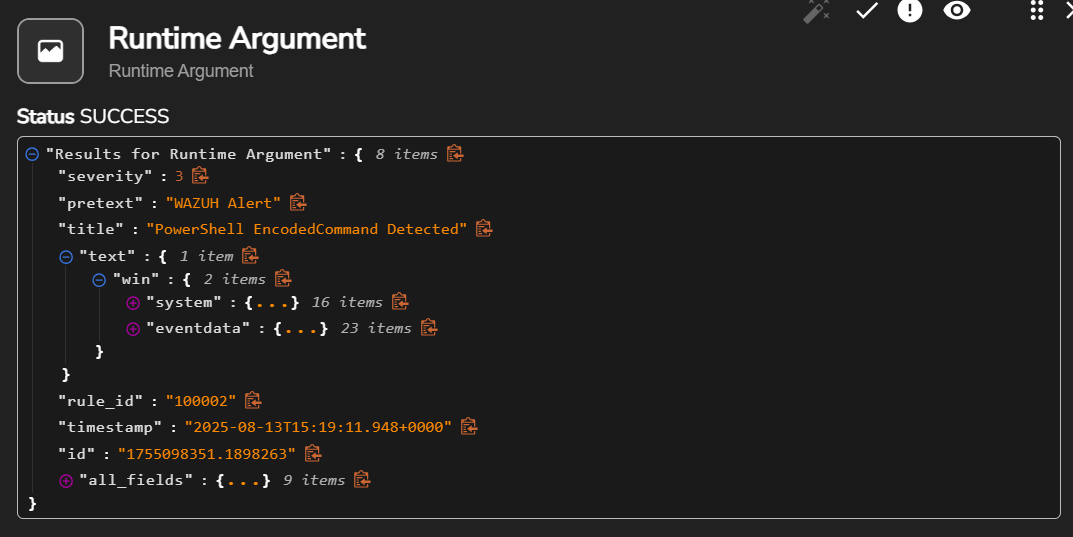 Runtime Argument
Runtime Argument
Status SUCCESS
"Results for Runtime Argument" : { 8 items
"severity" : 3
"pretext" : "WAZUH Alert"
"title" : "PowerShell EncodedCommand Detected"
"text" : { 1 item
"win" : { 2 items
"system" : {...} 16 items
"eventdata" : {...} 23 items
}
}
"rule_id" : "100002"
"timestamp" : "2025-08-13T15:19:11.948+0000"
"id" : "1755098351.1898263"
"all_fields" : {...} 9 items
}